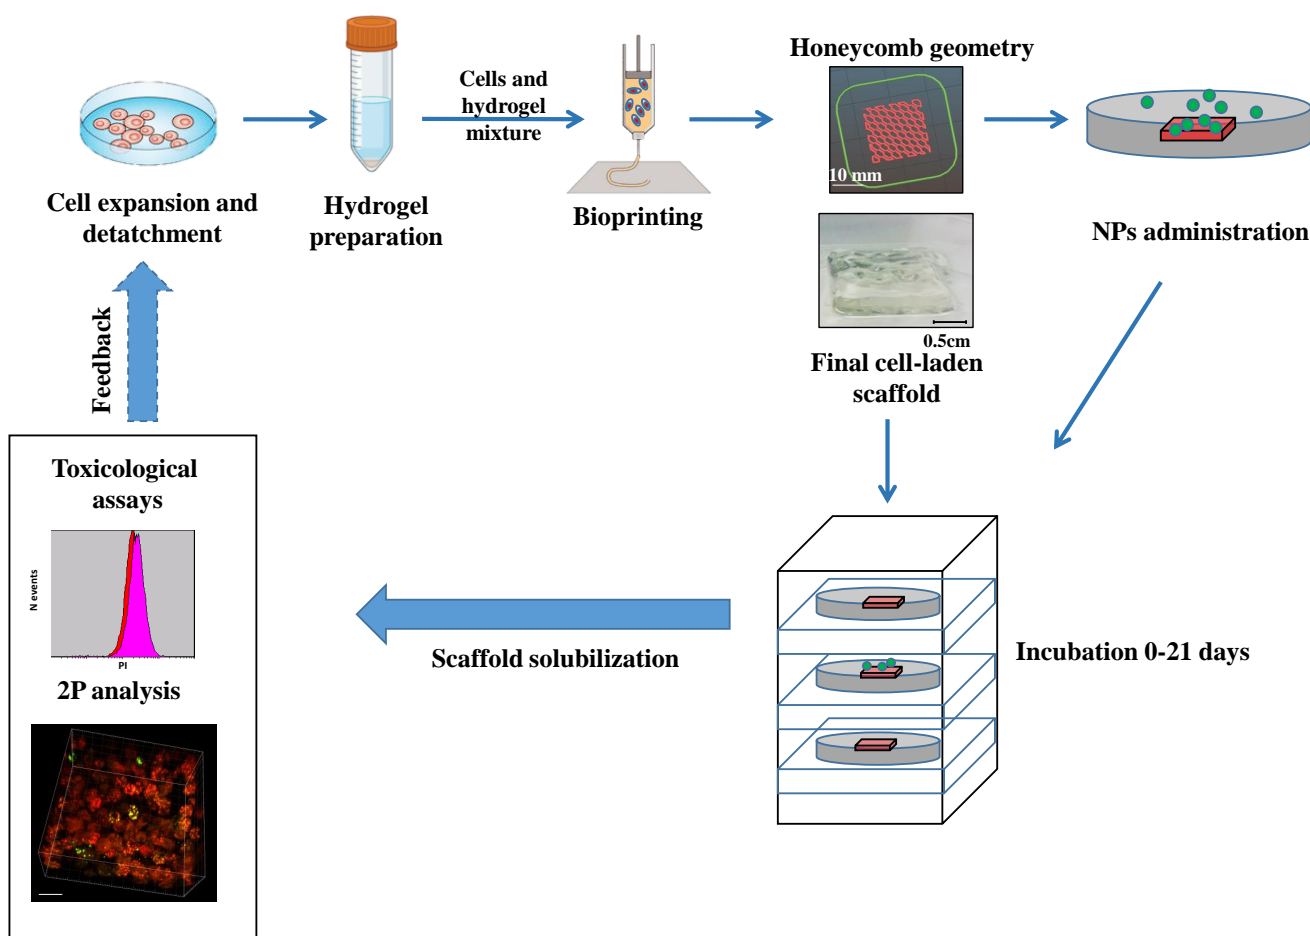 Cell expansion and
detatchment
Hydrogel
preparation
Cells and
hydrogel
mixture
Bioprinting
Honeycomb geometry
10 mm
0.5cm
Final cell-laden
scaffold
NPs administration
Incubation 0-21 days
Scaffold solubilization
Feedback
Toxicological
assays
N events
PI
2P analysis